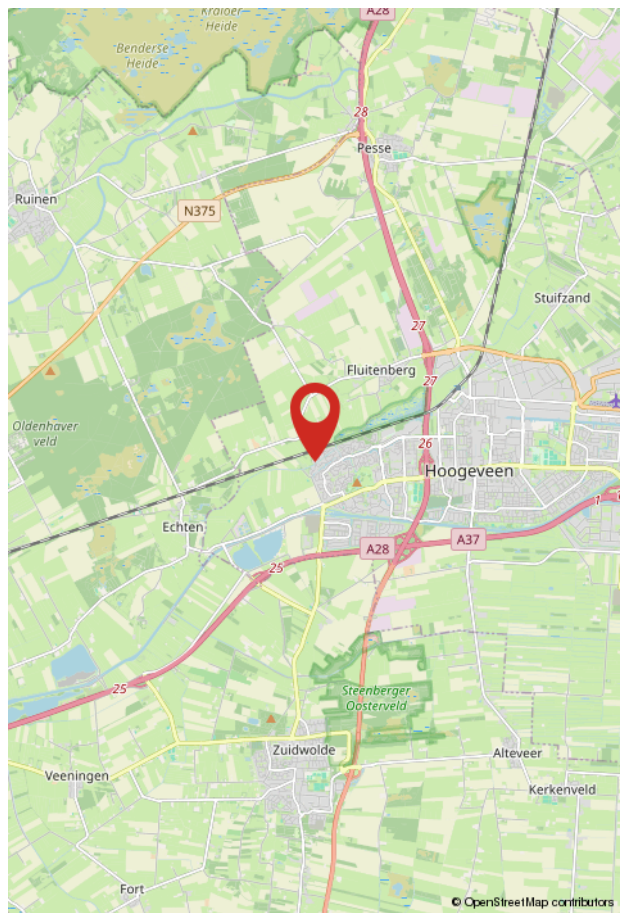 A28
Kraloer
Heide
Benderse
Heide
28
Pesse
Ruinen
N375
Stuifzand
27
Fluitenberg
27
Oldenhaver
veld
26
Hoogeveen
1
Echten
A28
A37
25
25
Steenberger
Oosterveld
Zuidwolde
Alteveer
Veeningen
Kerkenveld
Fort
© OpenStreetMap contributors